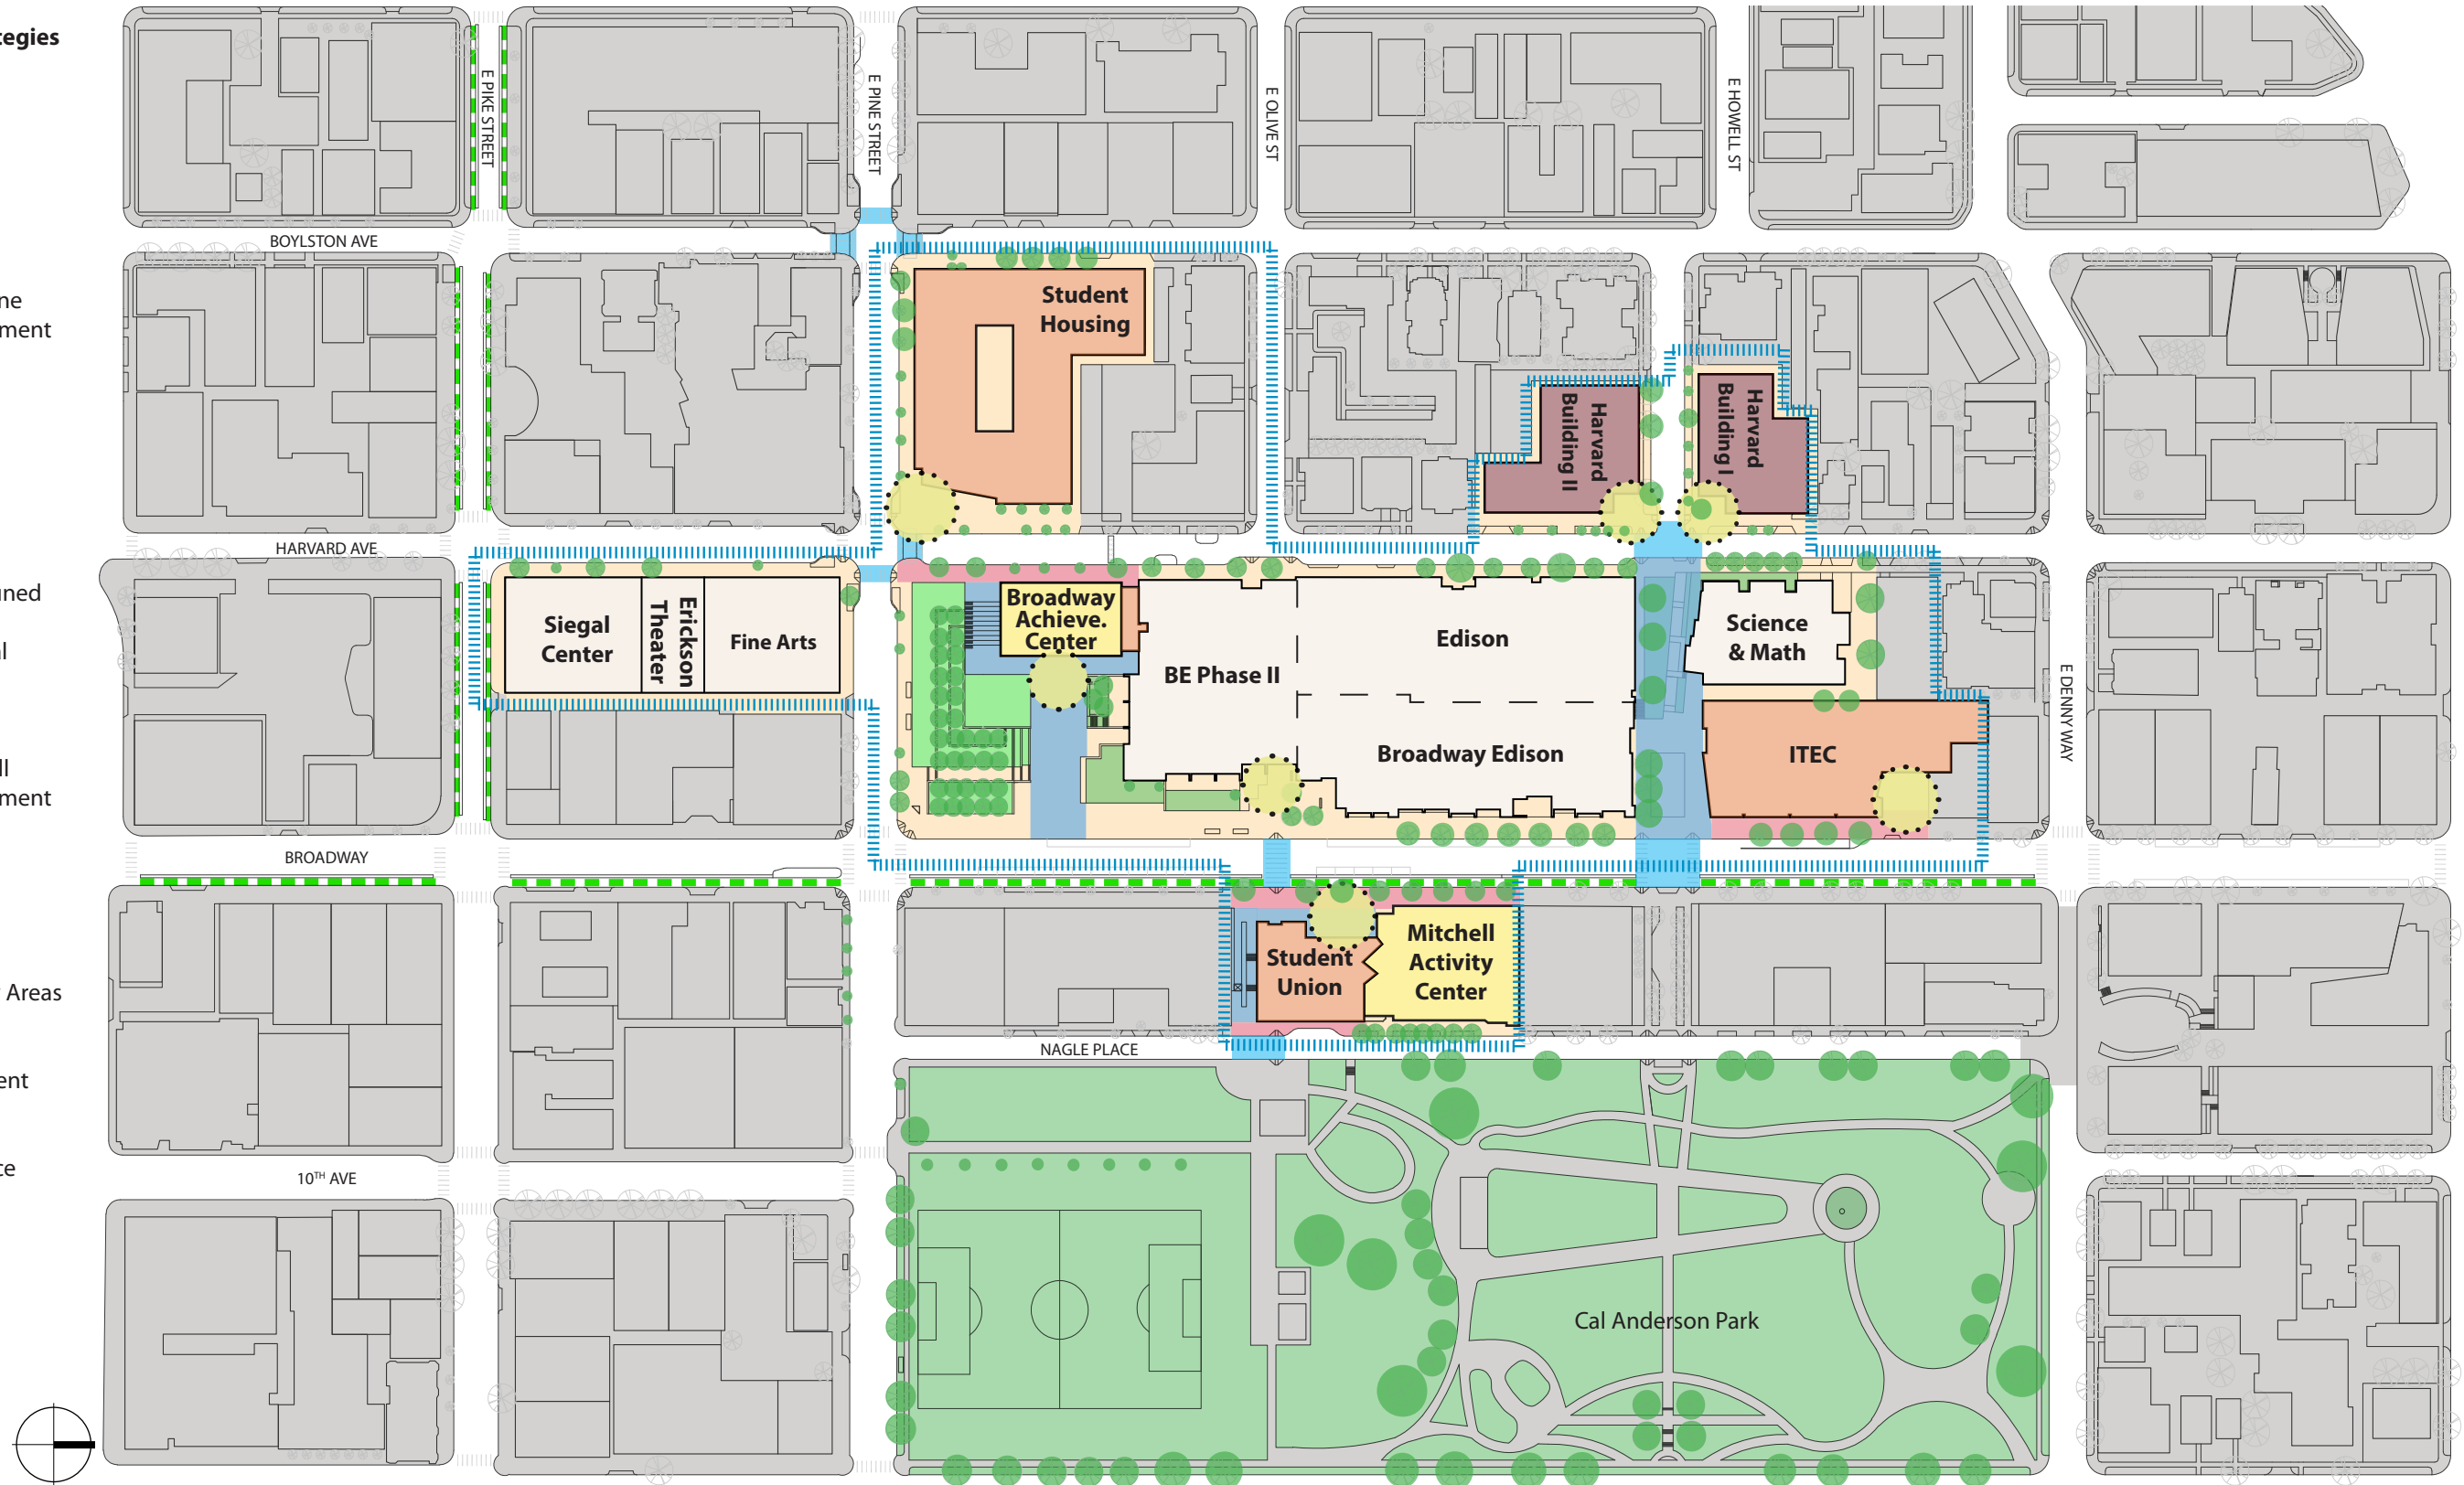 tegies
ne
ment
ned
al
ll
ment
Areas
ent
ce
E PIKE STREET
E PINE STREET
E OLIVE ST
E HOWELL ST
BOYLSTON AVE
Student
Housing
Harvard
Building II
Harvard
Building I
HARVARD AVE
Siegal
Center
Erickson
Theater
Fine Arts
Broadway
Achieve.
Center
BE Phase II
Edison
Broadway Edison
Science
& Math
ITEC
E DENNY WAY
BROADWAY
Student
Union
Mitchell
Activity
Center
NAGLE PLACE
10TH AVE
Cal Anderson Park